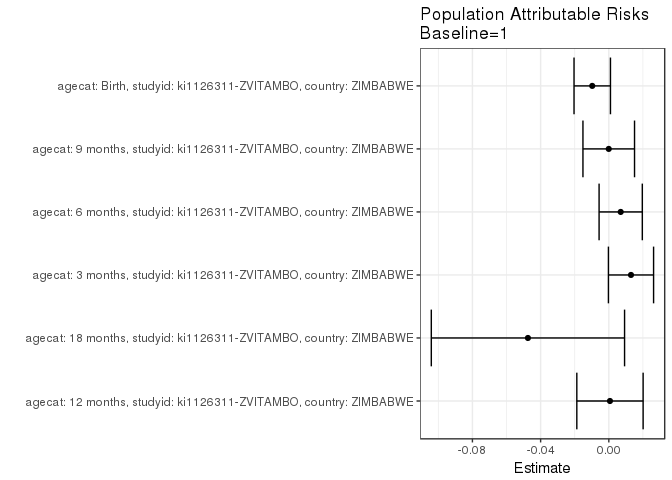 Population Attributable Risks
Baseline=1
agecat: Birth, studyid: ki1126311-ZVITAMBO, country: ZIMBABWE
agecat: 9 months, studyid: ki1126311-ZVITAMBO, country: ZIMBABWE
agecat: 6 months, studyid: ki1126311-ZVITAMBO, country: ZIMBABWE
agecat: 3 months, studyid: ki1126311-ZVITAMBO, country: ZIMBABWE
agecat: 18 months, studyid: ki1126311-ZVITAMBO, country: ZIMBABWE
agecat: 12 months, studyid: ki1126311-ZVITAMBO, country: ZIMBABWE
-0.08 -0.04 0.00
Estimate